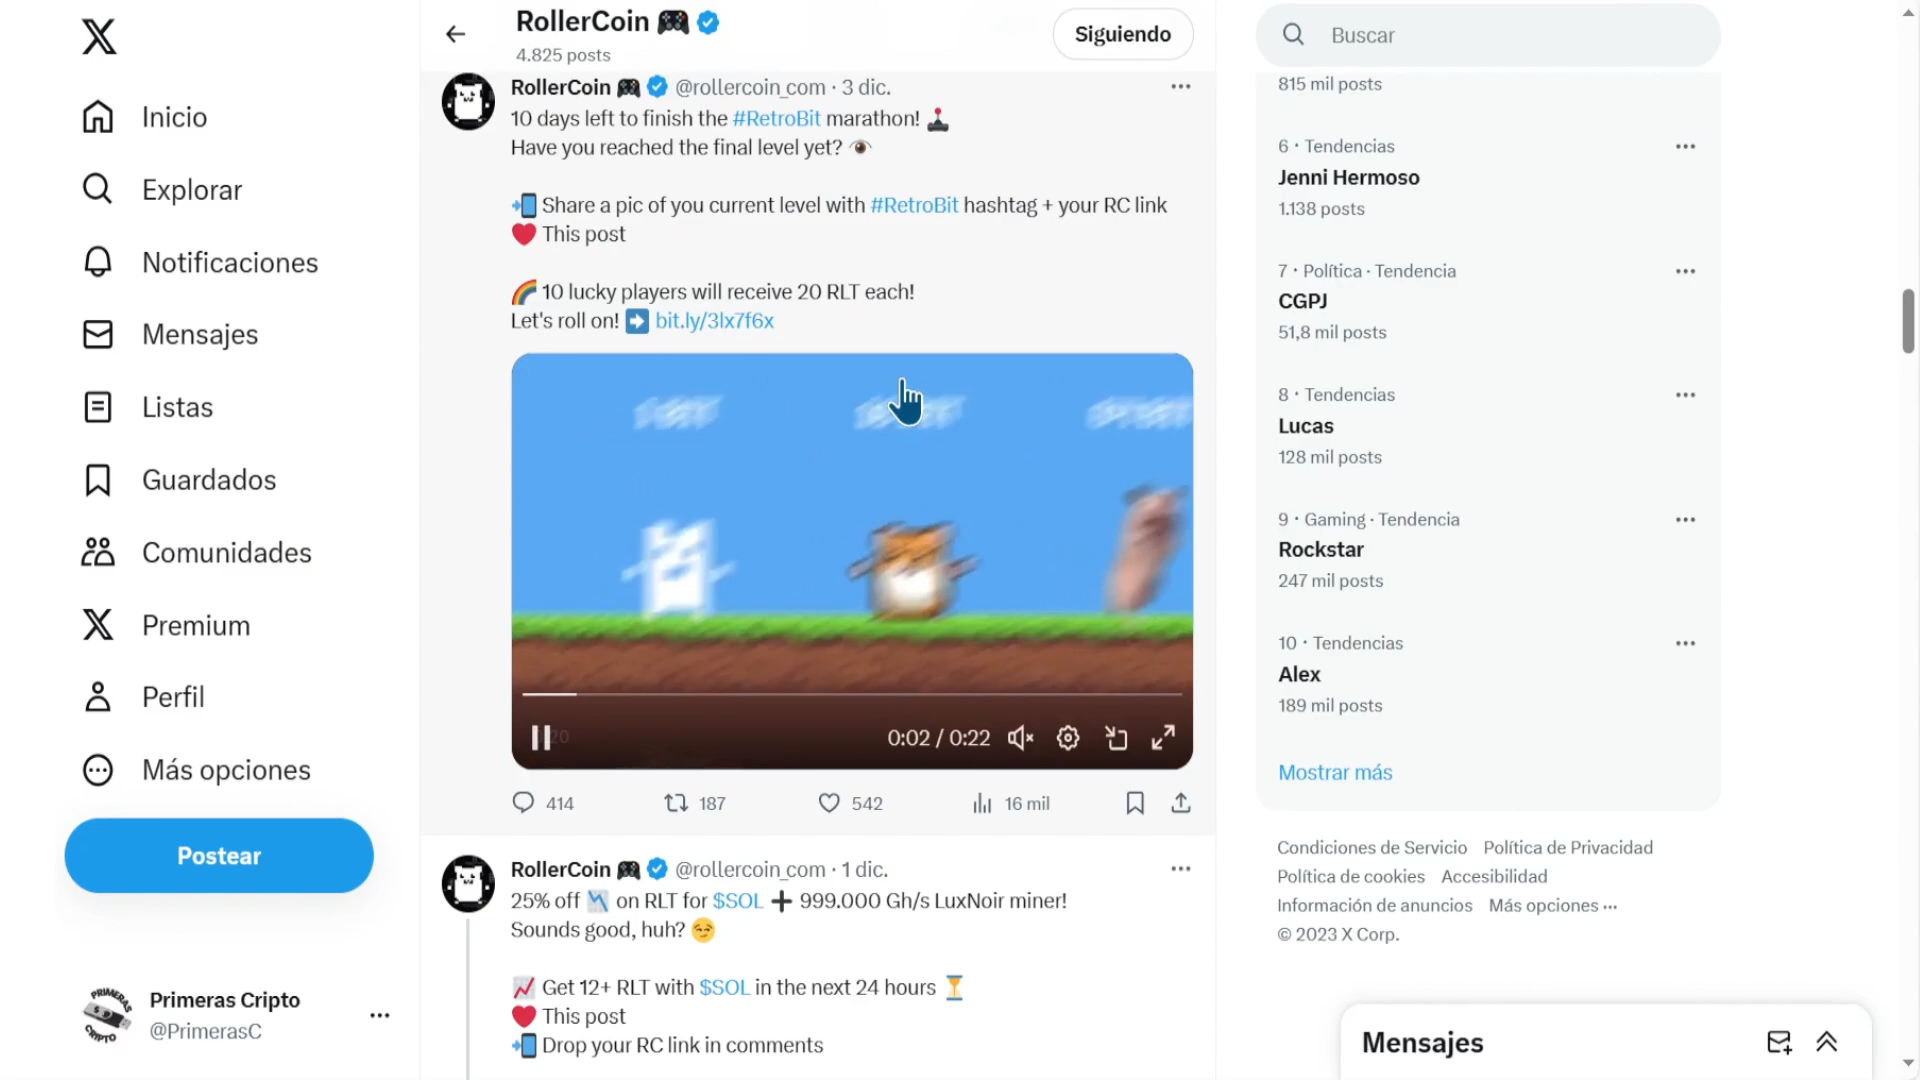 Inicio
Explorar
Notificaciones
Mensajes
Listas
Guardados
Comunidades
Premium
Perfil
Más opciones
Postear
PRIMERAS
CRIPTO
Primeras Cripto
@PrimerasC
RollerCoin 🎮
4.825 posts
Siguiendo
RollerCoin 🎮 @rollercoin_com · 3 dic.
10 days left to finish the #RetroBit marathon! 🕹️
Have you reached the final level yet? 👁️
📲 Share a pic of you current level with #RetroBit hashtag + your RC link
❤️ This post
🌈 10 lucky players will receive 20 RLT each!
Let's roll on! ➡️ bit.ly/3lx7f6x
0:02 / 0:22
414
187
542
16 mil
RollerCoin 🎮 @rollercoin_com · 1 dic.
25% off 📉 on RLT for $SOL ➕ 999.000 Gh/s LuxNoir miner!
Sounds good, huh? 😏
📈 Get 12+ RLT with $SOL in the next 24 hours ⏳
❤️ This post
📲 Drop your RC link in comments
Buscar
815 mil posts
6 · Tendencias
Jenni Hermoso
1.138 posts
7 · Política · Tendencia
CGPJ
51,8 mil posts
8 · Tendencias
Lucas
128 mil posts
9 · Gaming · Tendencia
Rockstar
247 mil posts
10 · Tendencias
Alex
189 mil posts
Mostrar más
Condiciones de Servicio Política de Privacidad
Política de cookies Accesibilidad
Información de anuncios Más opciones ···
© 2023 X Corp.
Mensajes